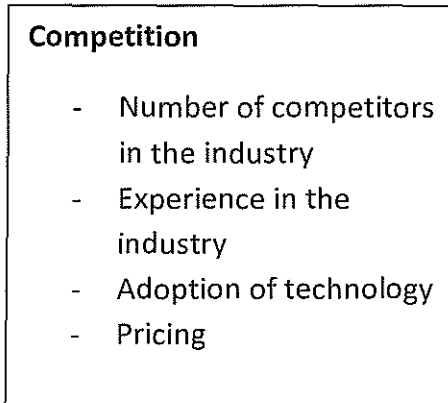 Competition
- Number of competitors
in the industry
- Experience in the
industry
- Adoption of technology
- Pricing